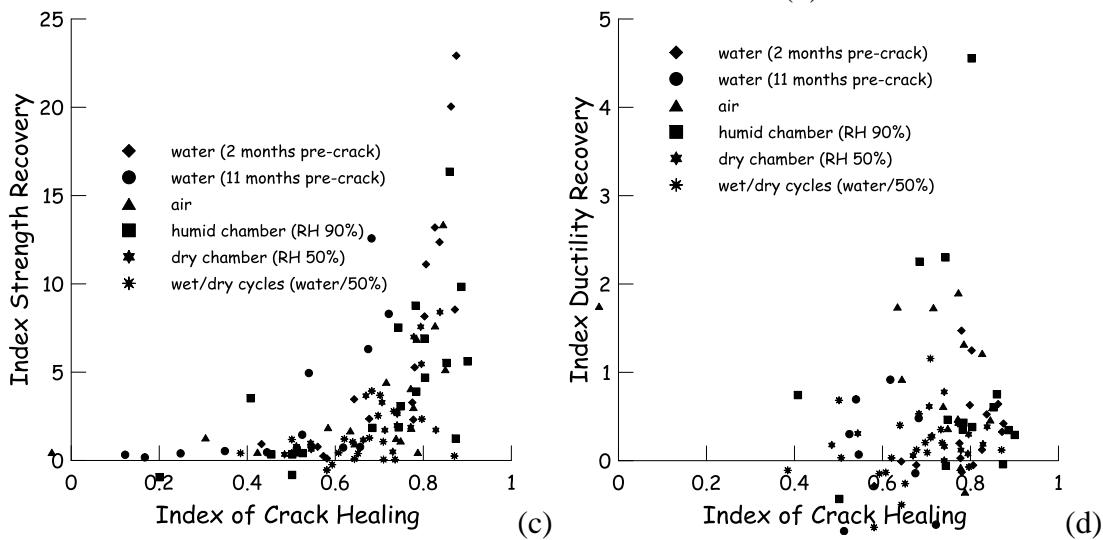 25
20
15
10
5
0
Index Strength Recovery
water (2 months pre-crack)
water (11 months pre-crack)
air
humid chamber (RH 90%)
dry chamber (RH 50%)
wet/dry cycles (water/50%)
0 0.2 0.4 0.6 0.8 1
Index of Crack Healing
(c)
5
4
3
2
1
0
Index Ductility Recovery
water (2 months pre-crack)
water (11 months pre-crack)
air
humid chamber (RH 90%)
dry chamber (RH 50%)
wet/dry cycles (water/50%)
0 0.2 0.4 0.6 0.8 1
Index of Crack Healing
(d)